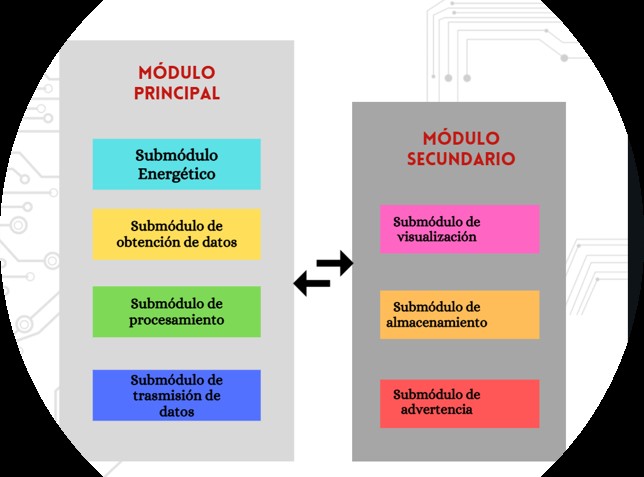 MÓDULO
PRINCIPAL
Submódulo
Energético
Submódulo de
obtención de datos
Submódulo de
procesamiento
Submódulo de
trasmisión de
datos
MÓDULO
SECUNDARIO
Submódulo de
visualización
Submódulo de
almacenamiento
Submódulo de
advertencia